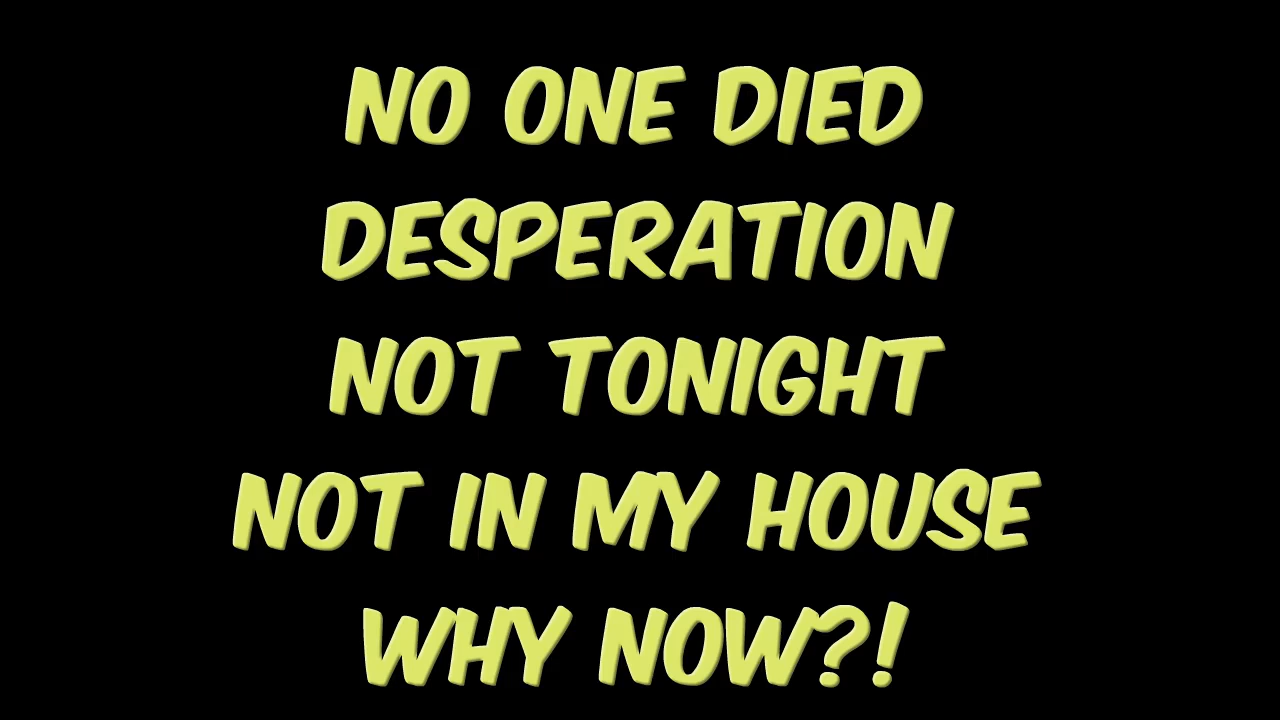 NO ONE DIED
DESPERATION
NOT TONIGHT
NOT IN MY HOUSE
WHY NOW?!